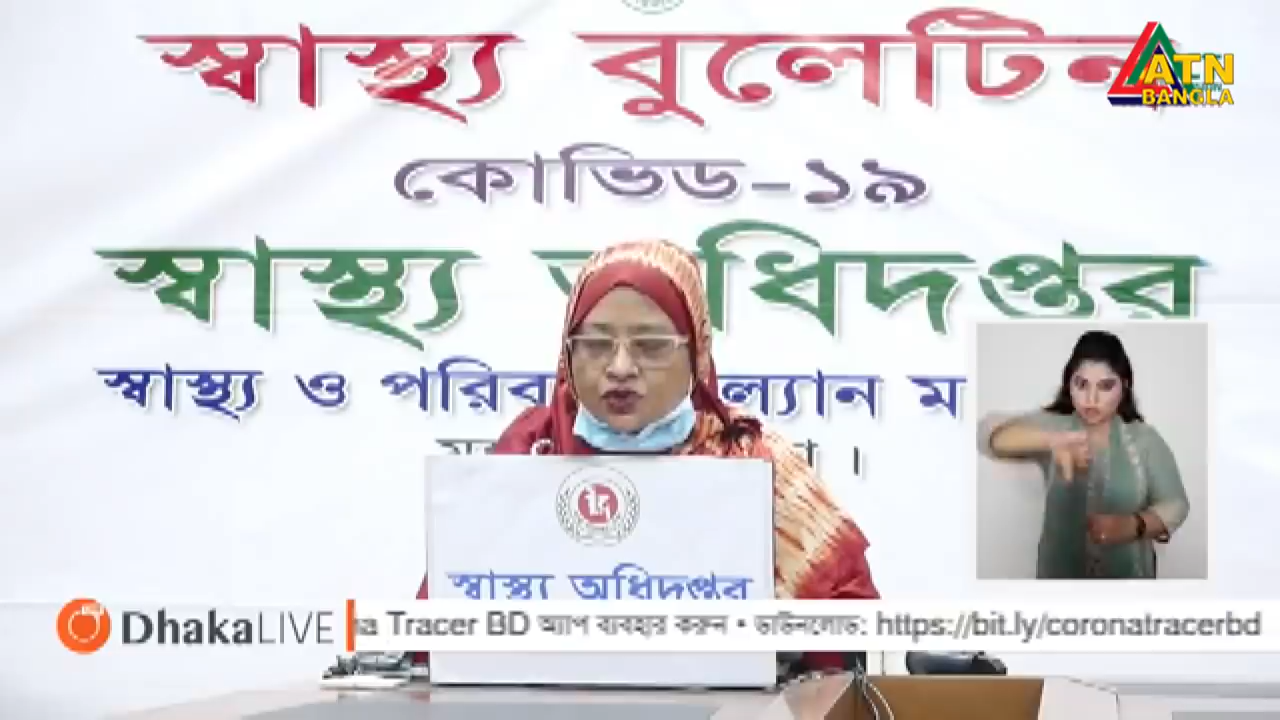 স্বাস্থ্য বুলেটিন
ATN
BANGLA
কোভিড-১৯
স্বাস্থ্য অধিদপ্তর
স্বাস্থ্য ও
স্বাস্থ্য অধিদপ্তর
DhakaLIVE
Tracer BD অ্যাপ ব্যবহার করুন • ডাউনলোড: https://bit.ly/coronatracerbd